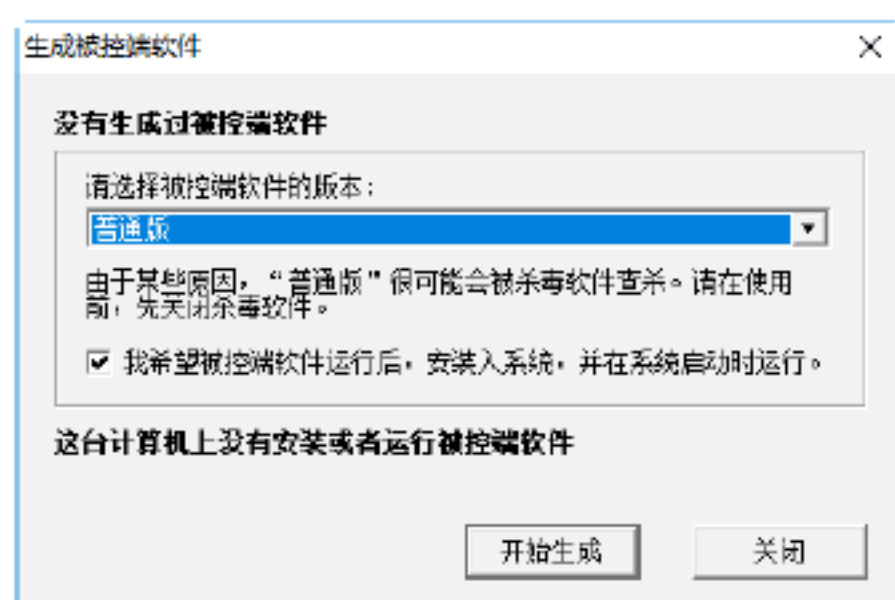 生成被控端软件
没有生成过被控端软件
请选择被控端软件的版本：
普通版
由于某些原因，“普通版”很可能会被杀毒软件查杀。请在使用
前，先关闭杀毒软件。
我希望被控端软件运行后，安装入系统，并在系统启动时运行。
这台计算机上没有安装或者运行被控端软件
开始生成
关闭